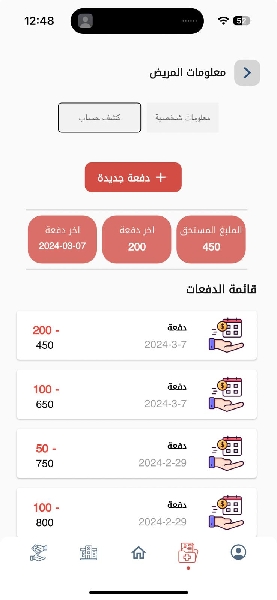 12:48
معلومات المريض
معلومات شخصية
كشف حساب
+ دفعة جديدة
المبلغ المستحق
450
اخر دفعة
200
اخر دفعة
2024-03-07
قائمة الدفعات
دفعة
200 -
2024-3-7
450
دفعة
100 -
2024-3-7
650
دفعة
50 -
2024-2-29
750
دفعة
100 -
2024-2-29
800